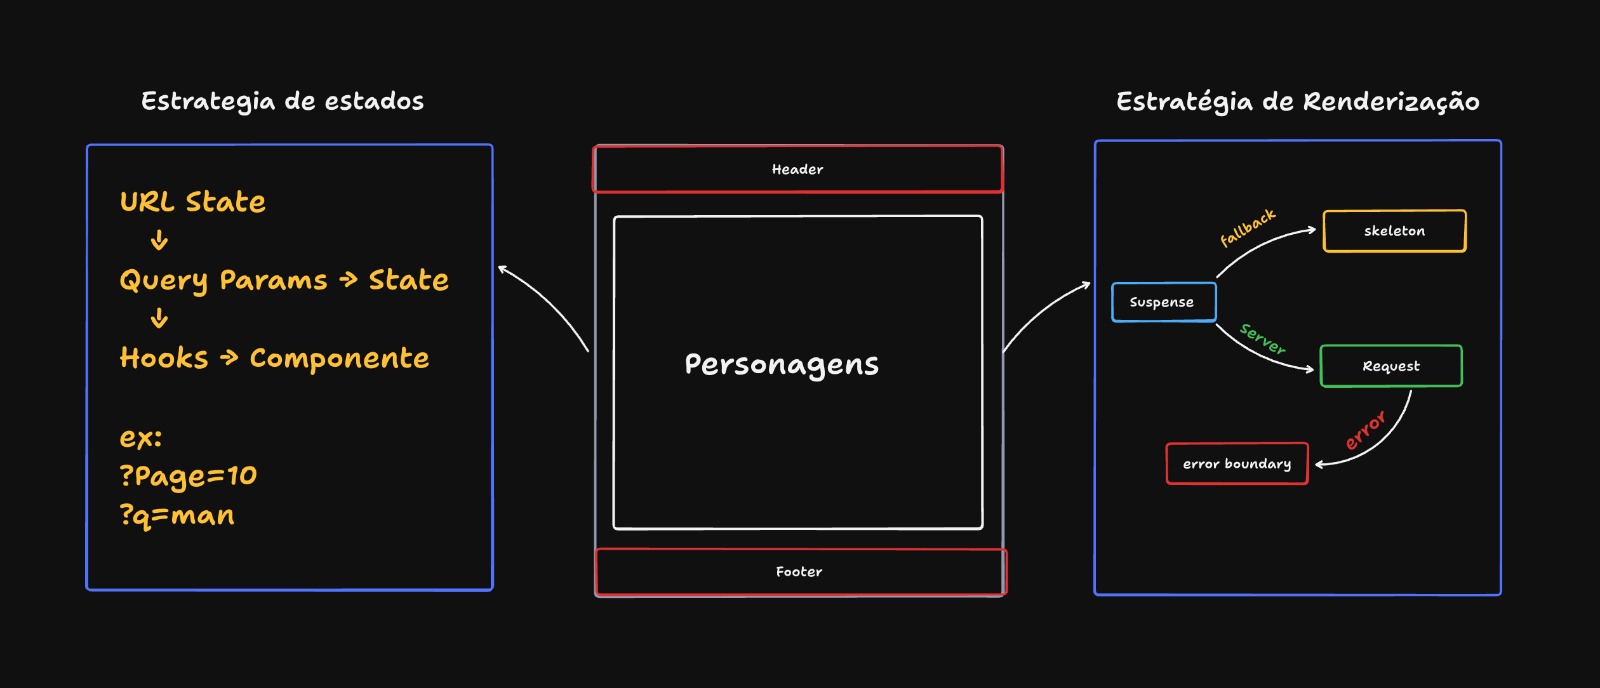 Estrategia de estados
URL State
↓
Query Params → State
↓
Hooks → Componente
ex:
?Page=10
?q=man
Header
Personagens
Footer
Estratégia de Renderização
fallback
skeleton
Suspense
Server
Request
error
error boundary